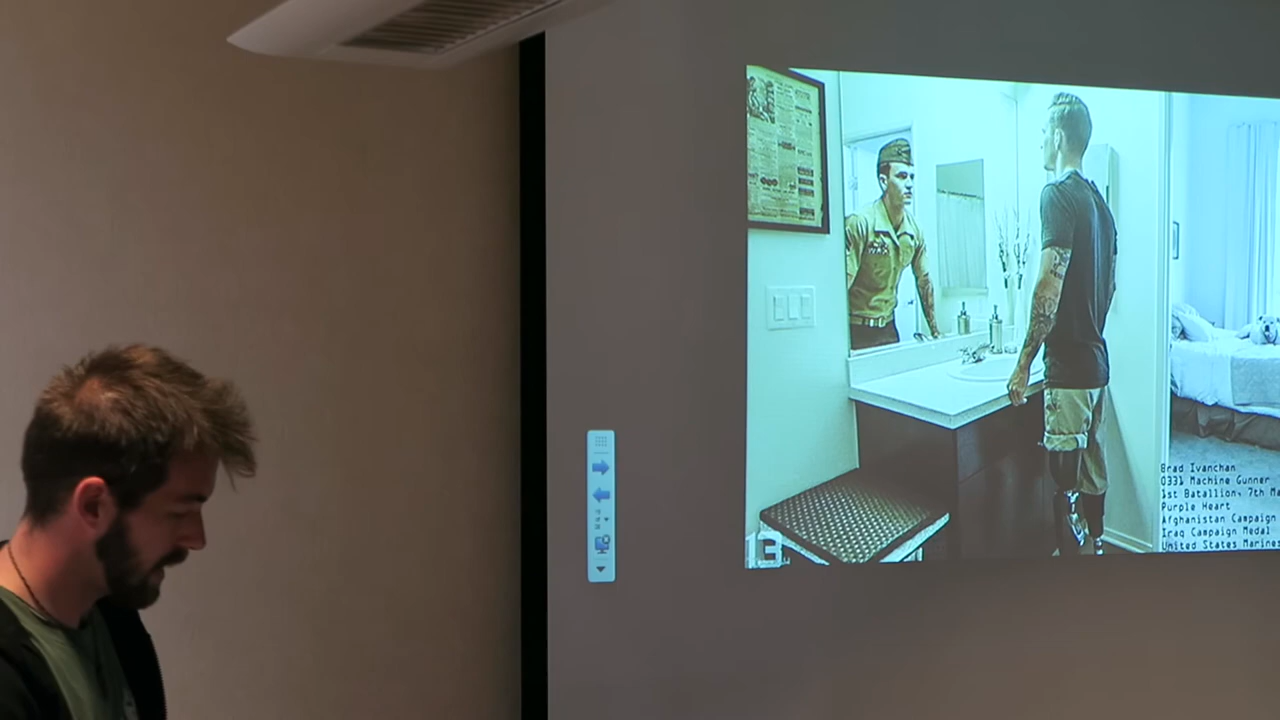 Brad Ivanchan
0331 Machine Gunner
1st Batallion, 7th Ma
Purple Heart
Afghanistan Campaign
Iraq Campaign Medal
United States Marine
13